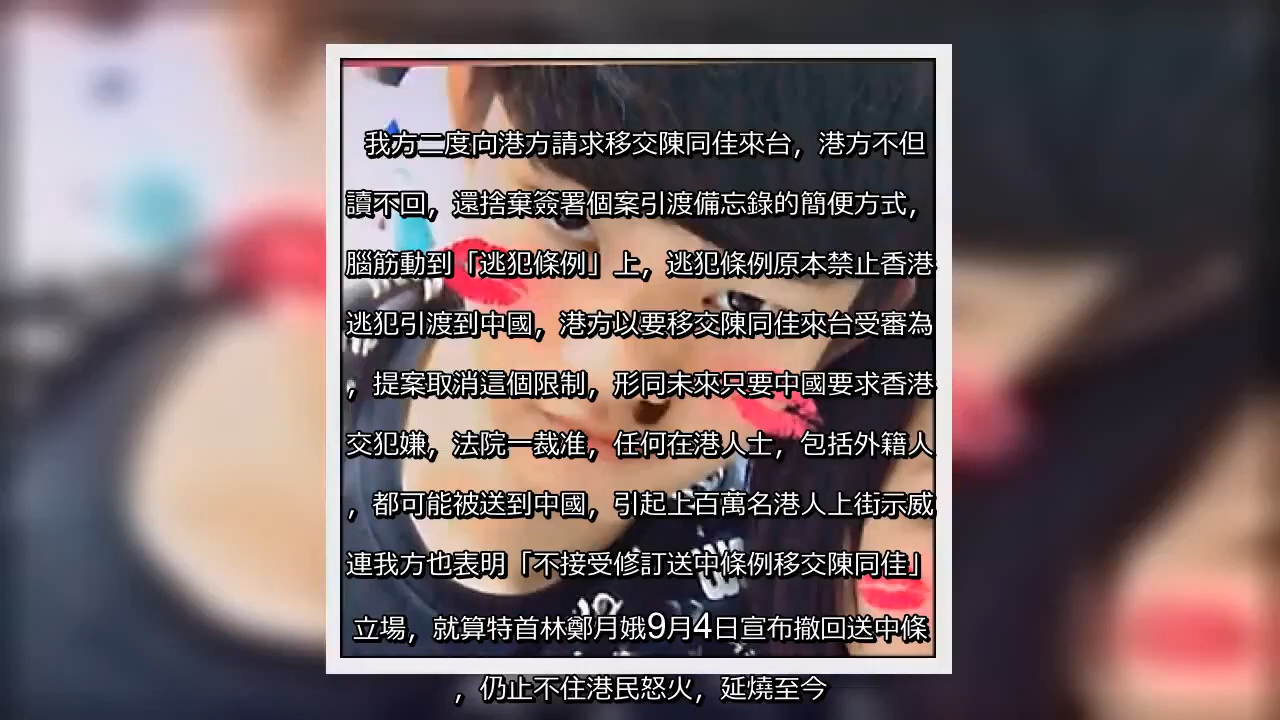 我方二度向港方請求移交陳同佳來台，港方不但
讀不回，還捨棄簽署個案引渡備忘錄的簡便方式，
腦筋動到「逃犯條例」上，逃犯條例原本禁止香港
逃犯引渡到中國，港方以要移交陳同佳來台受審為
，提案取消這個限制，形同未來只要中國要求香港
交犯嫌，法院一裁准，任何在港人士，包括外籍人
，都可能被送到中國，引起上百萬名港人上街示威
連我方也表明「不接受修訂送中條例移交陳同佳」
立場，就算特首林鄭月娥9月4日宣布撤回送中條
，仍止不住港民怒火，延燒至今